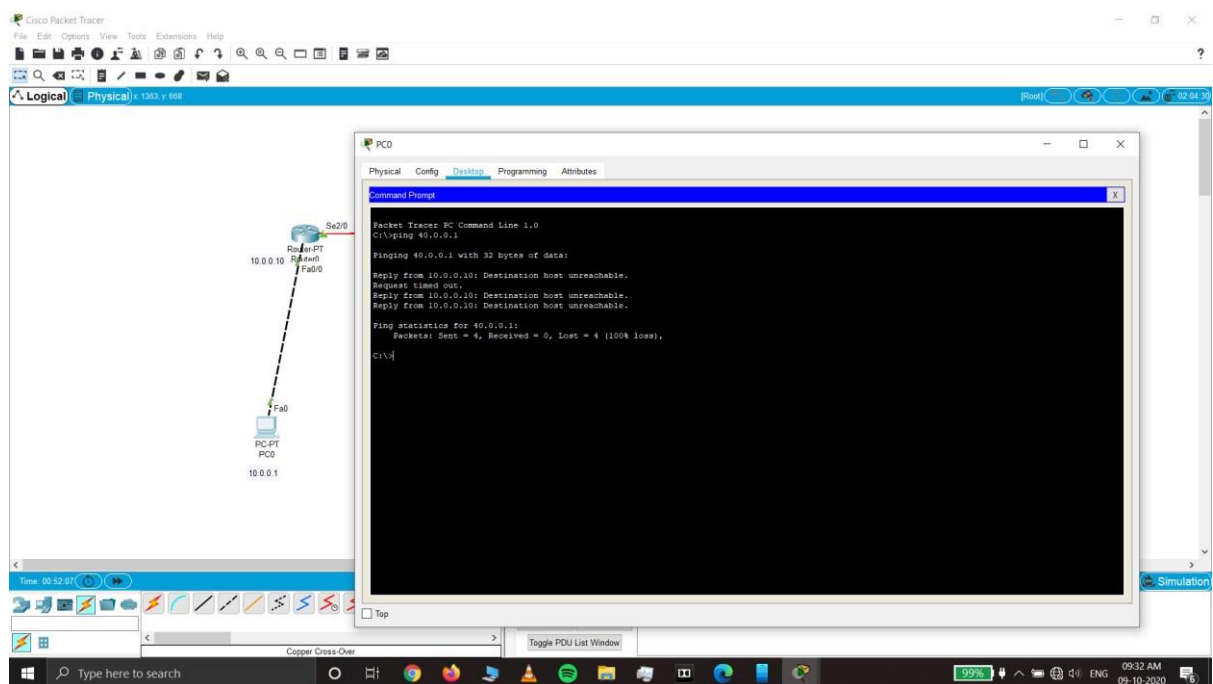 Cisco Packet Tracer
File Edit Options View Tools Extensions Help
?
Logical Physical x: 1363, y: 668 [Root] 02:04:30
PC0
Physical Config Desktop Programming Attributes
Command Prompt X
Packet Tracer PC Command Line 1.0
C:\>ping 40.0.0.1
Pinging 40.0.0.1 with 32 bytes of data:
Reply from 10.0.0.10: Destination host unreachable.
Request timed out.
Reply from 10.0.0.10: Destination host unreachable.
Reply from 10.0.0.10: Destination host unreachable.
Ping statistics for 40.0.0.1:
Packets: Sent = 4, Received = 0, Lost = 4 (100% loss),
C:\>
Top
Se2/0
Router-PT
10.0.0.10 Router0
Fa0/0
Fa0
PC-PT
PC0
10.0.0.1
Time: 00:52:07 Simulation
Copper Cross-Over
Toggle PDU List Window
Type here to search
99% ENG 09:32 AM
09-10-2020